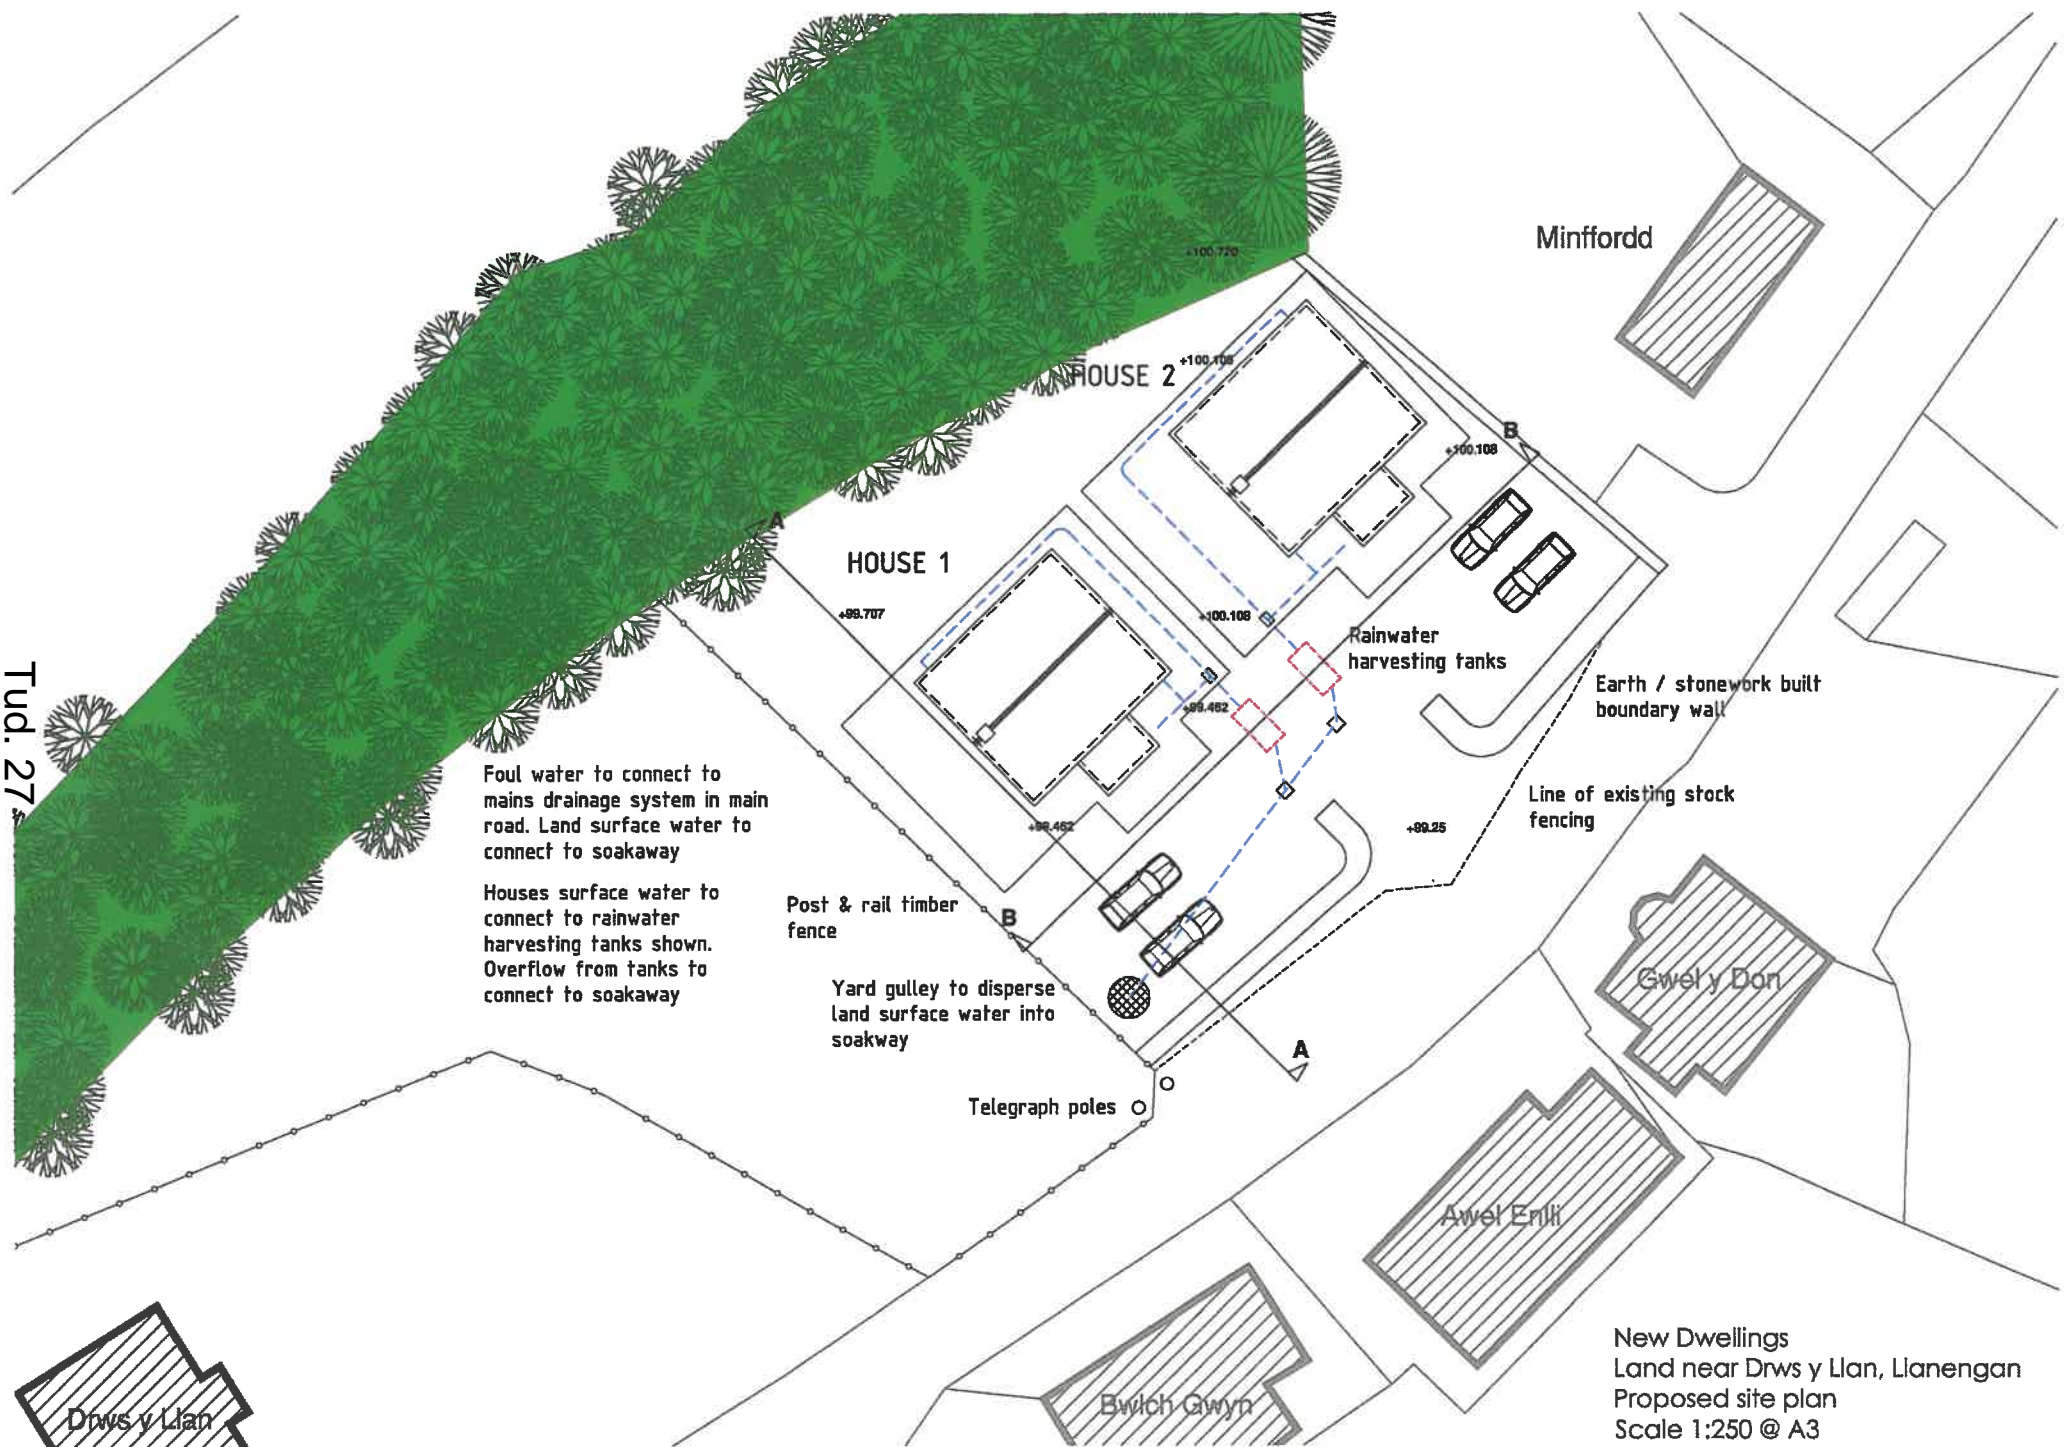 Minffordd
+100.720
HOUSE 2
+100.108
B
+100.108
A
HOUSE 1
+99.707
+100.108
Rainwater
harvesting tanks
Earth / stonework built
boundary wall
+99.462
Tud. 27
Foul water to connect to
mains drainage system in main
road. Land surface water to
connect to soakaway
Houses surface water to
connect to rainwater
harvesting tanks shown.
Overflow from tanks to
connect to soakaway
Line of existing stock
fencing
+99.462
+99.25
Post & rail timber
fence
B
Yard gulley to disperse
land surface water into
soakway
Gwel y Don
A
Telegraph poles
Awel Enlli
Bwlch Gwyn
Drws y Llan
New Dwellings
Land near Drws y Llan, Llanengan
Proposed site plan
Scale 1:250 @ A3